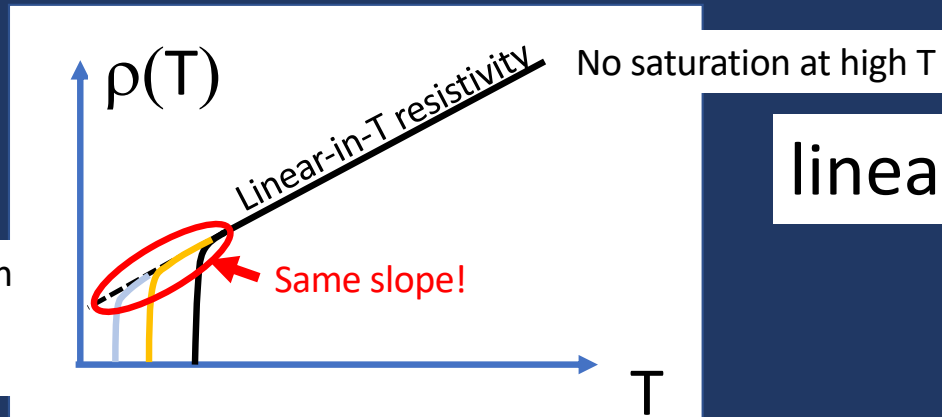 ρ(T)
No saturation at high T
Linear-in-T resistivity
linea
n
Same slope!
T